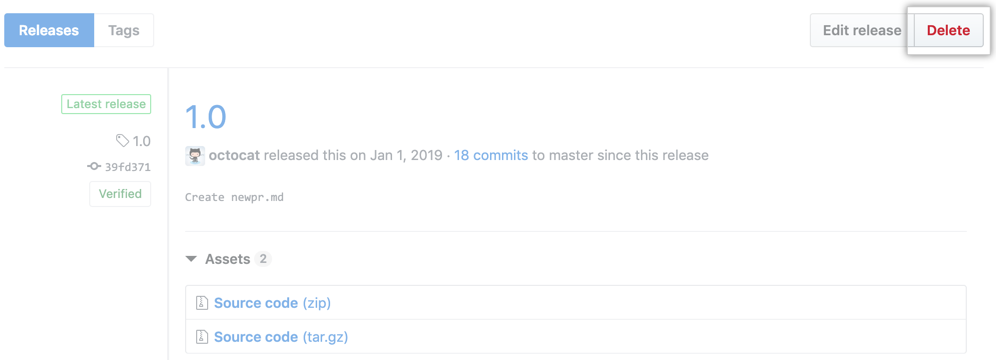 Releases Tags Edit release Delete
Latest release
1.0
39fd371
Verified
1.0
octocat released this on Jan 1, 2019 · 18 commits to master since this release
Create newpr.md
Assets 2
Source code (zip)
Source code (tar.gz)